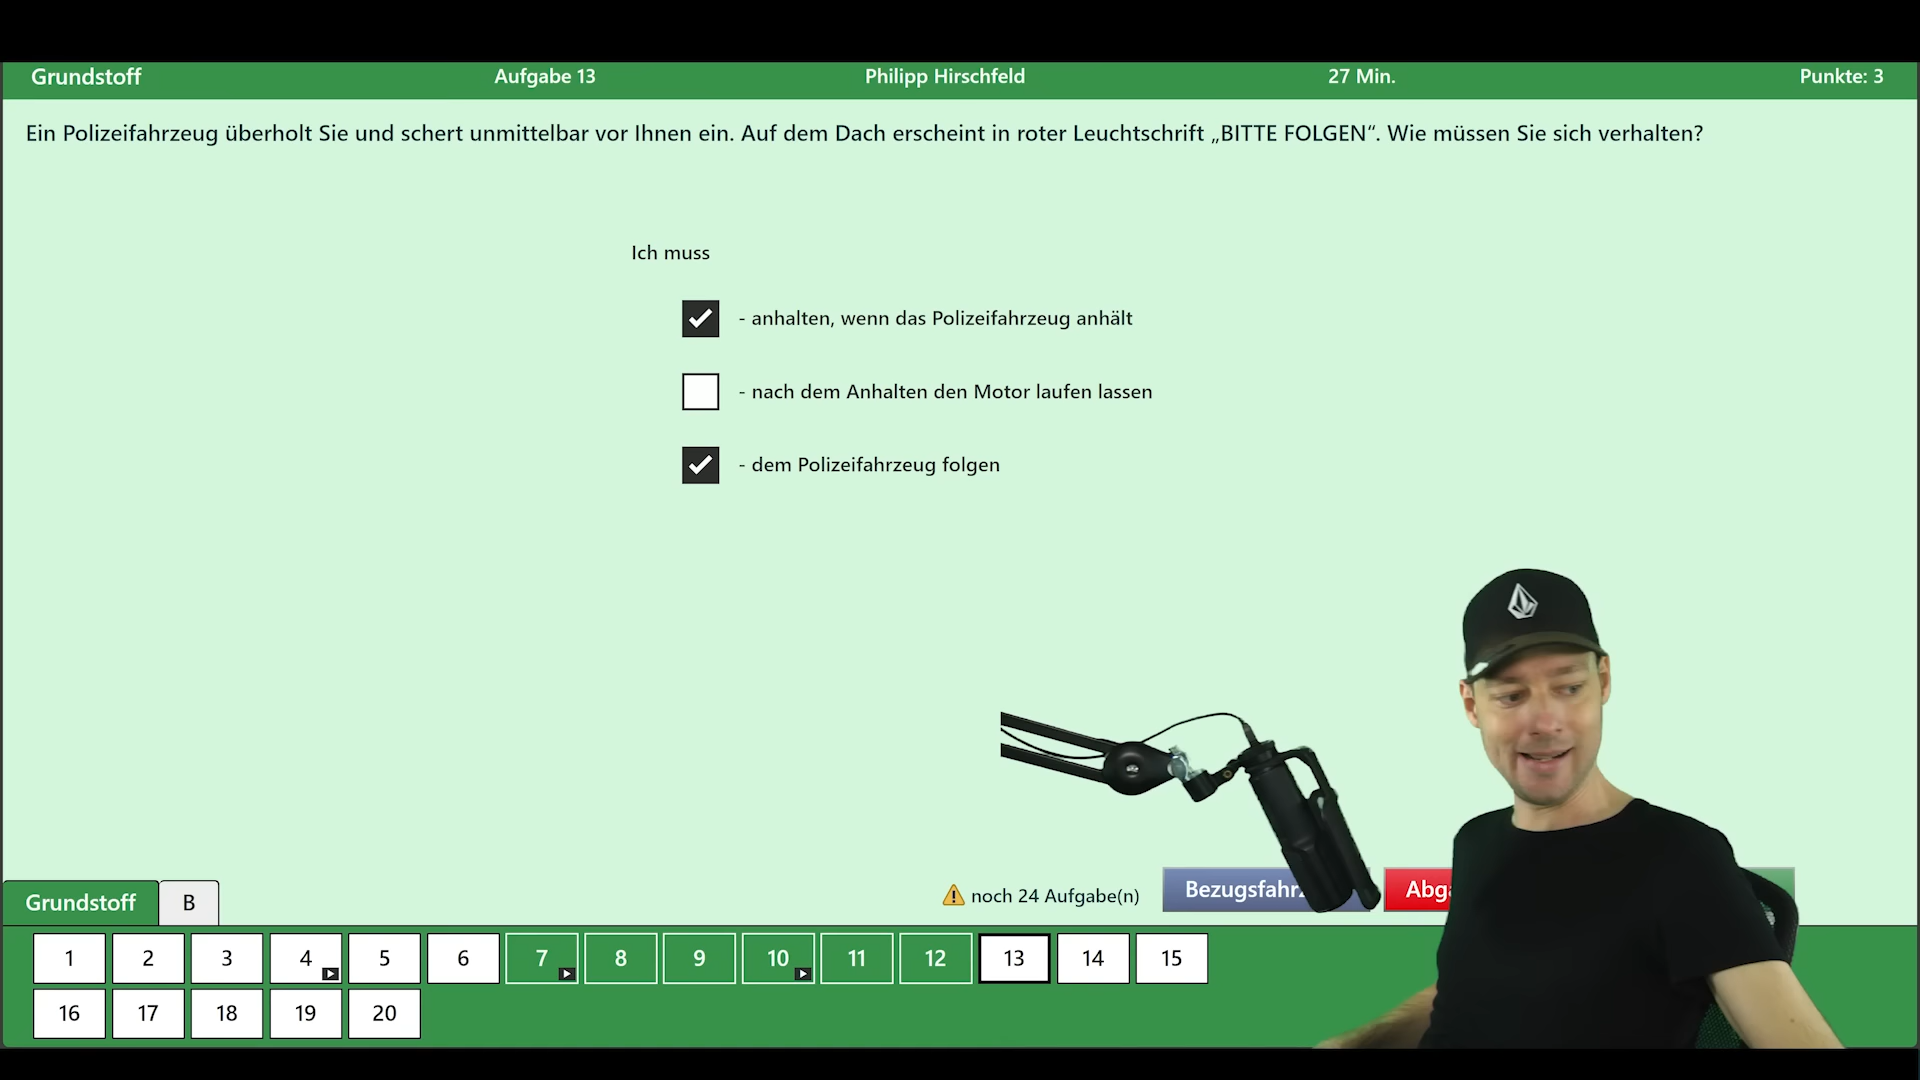 Grundstoff Aufgabe 13 Philipp Hirschfeld 27 Min. Punkte: 3
Ein Polizeifahrzeug überholt Sie und schert unmittelbar vor Ihnen ein. Auf dem Dach erscheint in roter Leuchtschrift „BITTE FOLGEN“. Wie müssen Sie sich verhalten?
Ich muss
- anhalten, wenn das Polizeifahrzeug anhält
- nach dem Anhalten den Motor laufen lassen
- dem Polizeifahrzeug folgen
Grundstoff B noch 24 Aufgabe(n)
1 2 3 4 5 6 7 8 9 10 11 12 13 14 15
16 17 18 19 20